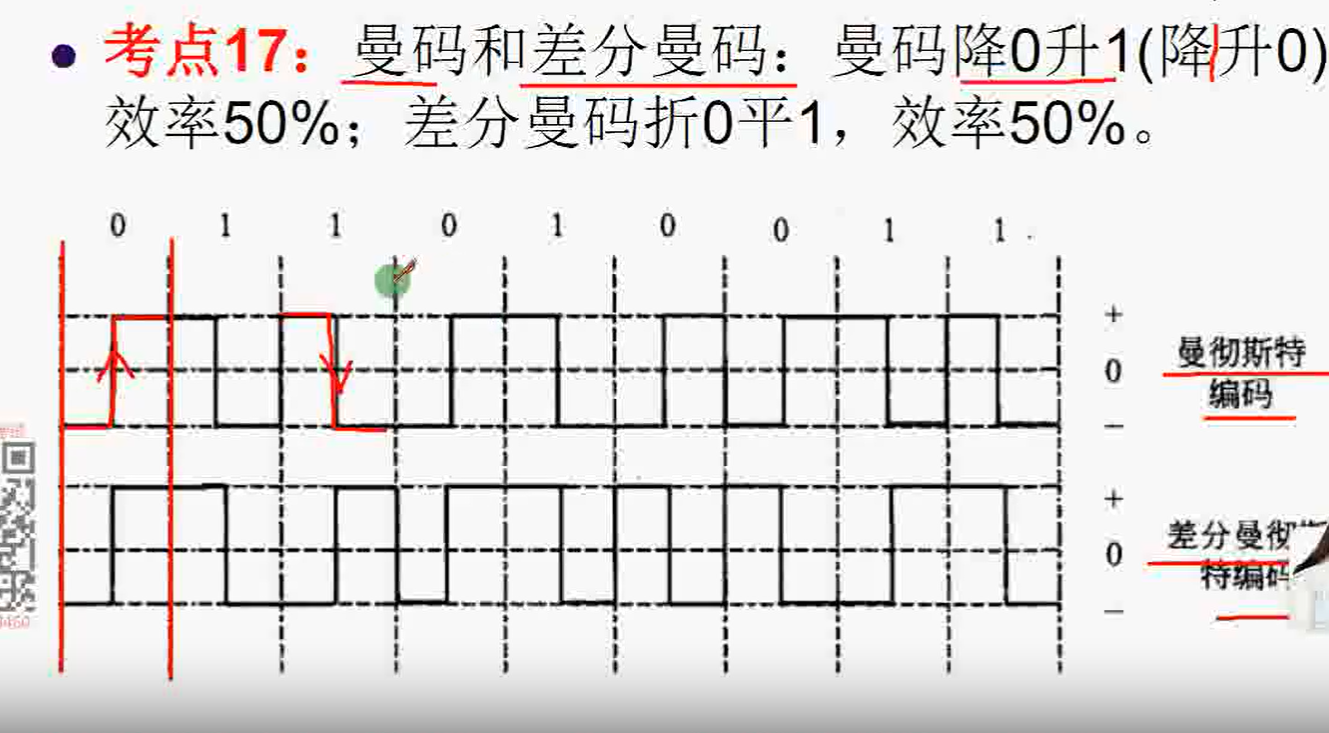 考点17：曼码和差分曼码：曼码降0升1(降1升0)
效率50%；差分曼码折0平1，效率50%。
0 1 1 0 1 0 0 1 1
+
0
−
曼彻斯特
编码
+
0
−
差分曼彻
特编码